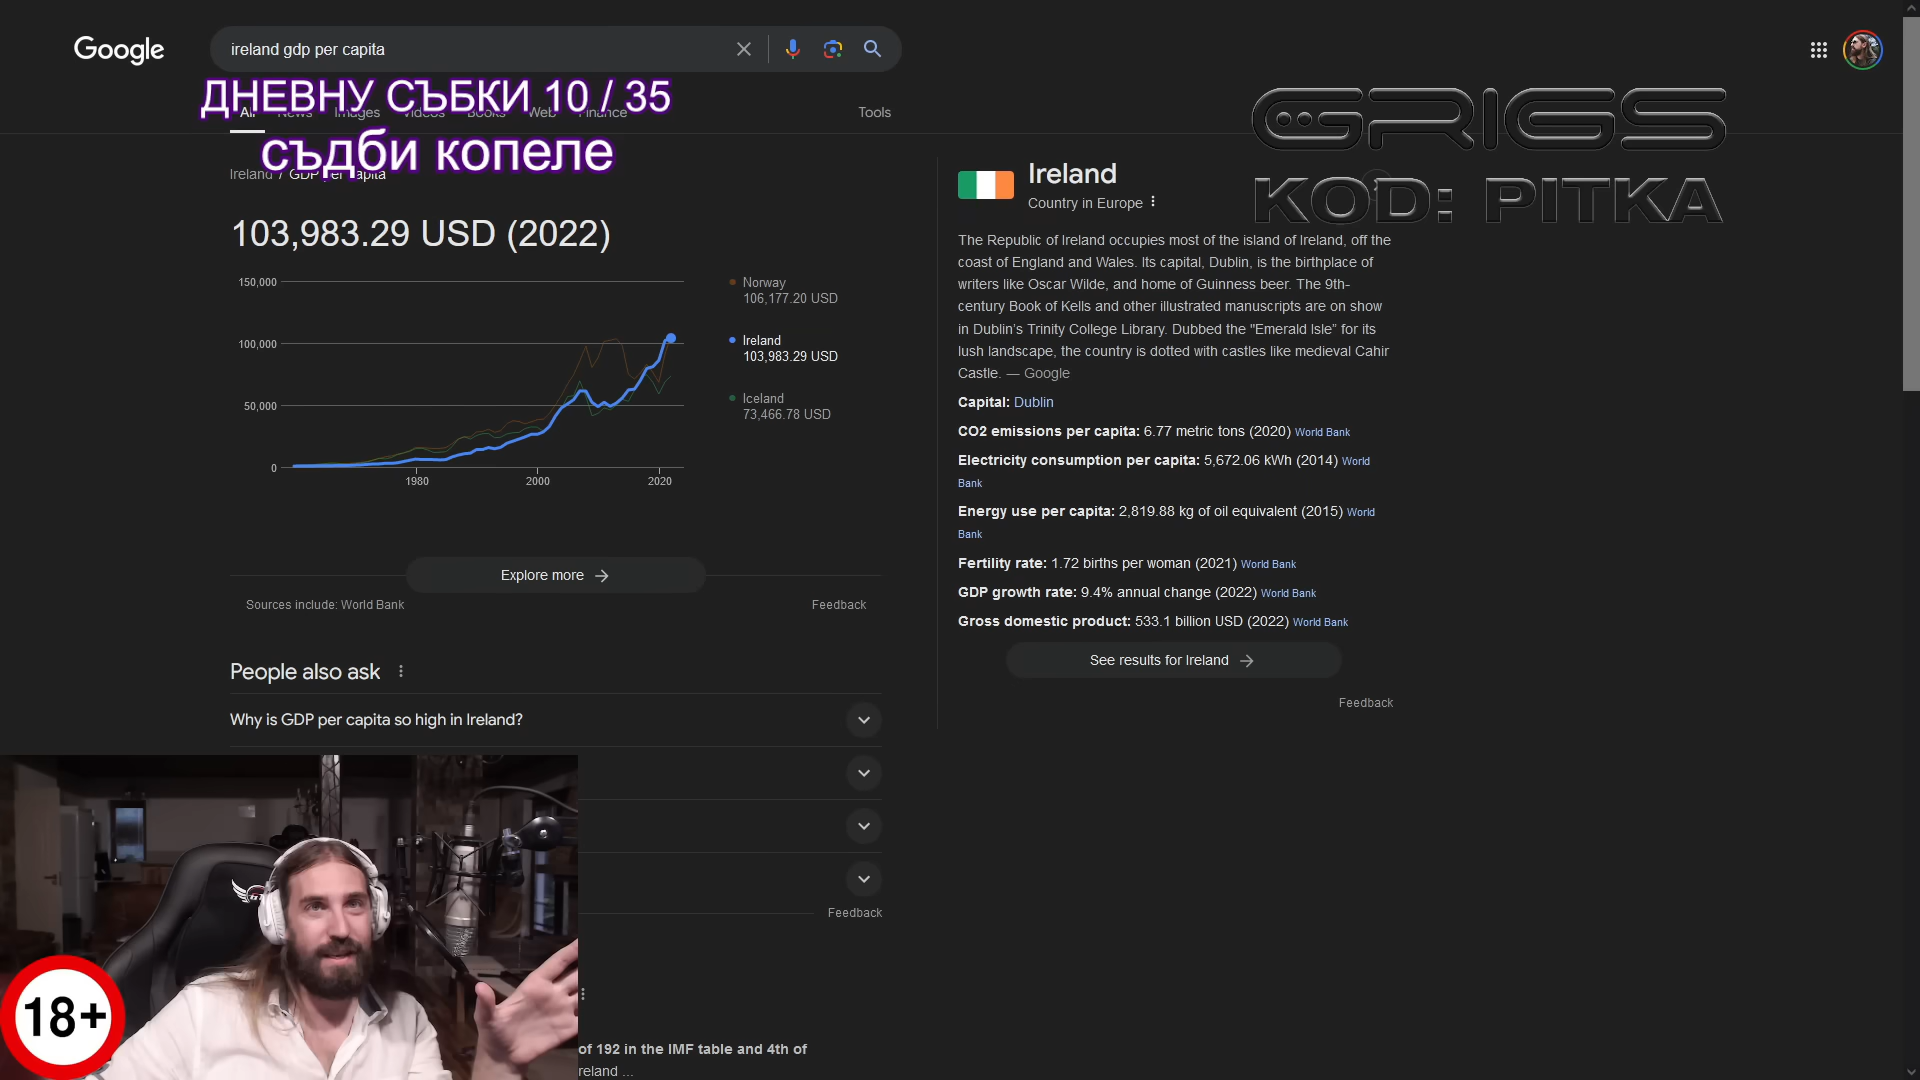 Google
ireland gdp per capita
ДНЕВНУ СЪБКИ 10 / 35
All News Images Videos Books Web Finance Tools
съдби копеле
Ireland / GDP per capita
103,983.29 USD (2022)
150,000
100,000
50,000
0
1980 2000 2020
Norway
106,177.20 USD
Ireland
103,983.29 USD
Iceland
73,466.78 USD
Explore more
Sources include: World Bank
Feedback
People also ask
Why is GDP per capita so high in Ireland?
Feedback
of 192 in the IMF table and 4th of
reland ...
18+
GRIGS
KOD: PITKA
Ireland
Country in Europe
The Republic of Ireland occupies most of the island of Ireland, off the
coast of England and Wales. Its capital, Dublin, is the birthplace of
writers like Oscar Wilde, and home of Guinness beer. The 9th-
century Book of Kells and other illustrated manuscripts are on show
in Dublin’s Trinity College Library. Dubbed the "Emerald Isle” for its
lush landscape, the country is dotted with castles like medieval Cahir
Castle. — Google
Capital: Dublin
CO2 emissions per capita: 6.77 metric tons (2020) World Bank
Electricity consumption per capita: 5,672.06 kWh (2014) World
Bank
Energy use per capita: 2,819.88 kg of oil equivalent (2015) World
Bank
Fertility rate: 1.72 births per woman (2021) World Bank
GDP growth rate: 9.4% annual change (2022) World Bank
Gross domestic product: 533.1 billion USD (2022) World Bank
See results for Ireland
Feedback